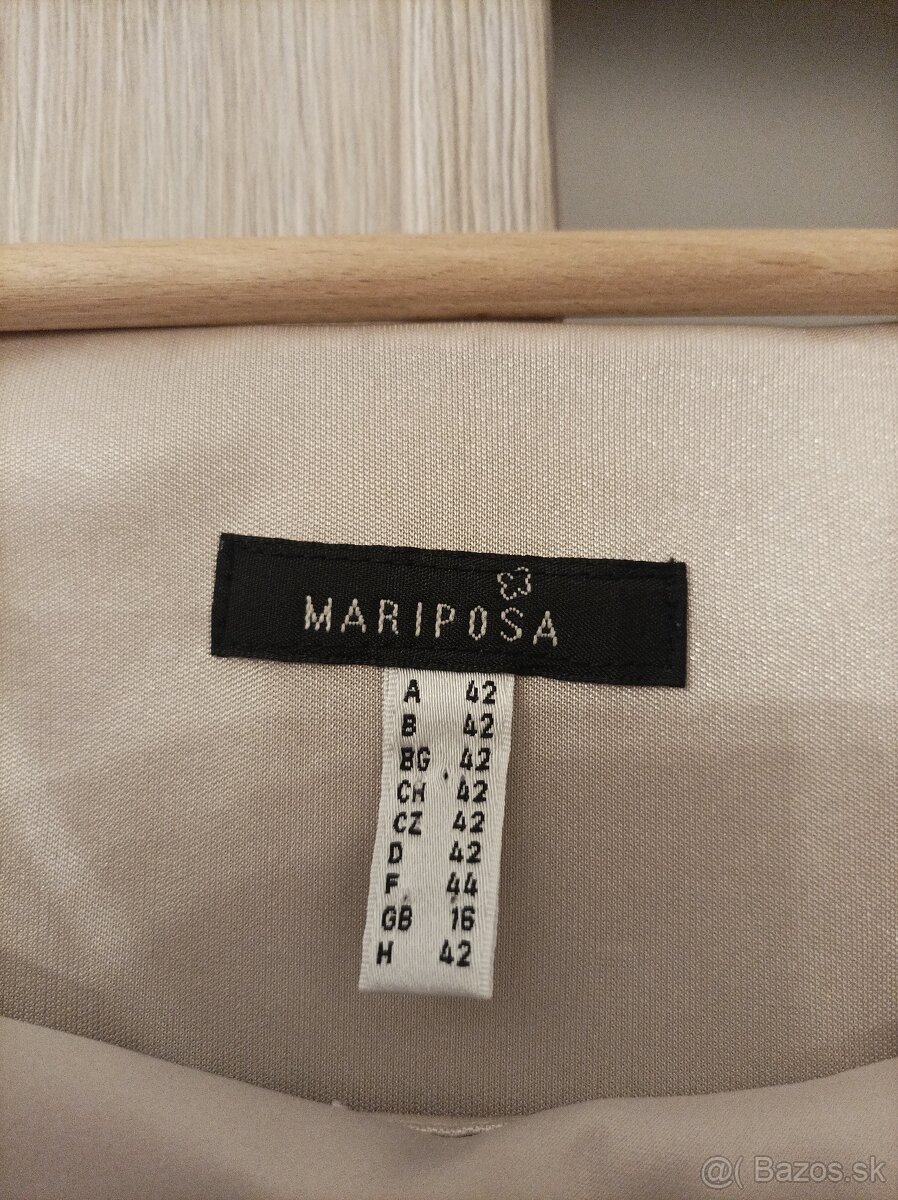 MARIPOSA
A 42
B 42
BG 42
CH 42
CZ 42
D 42
F 44
GB 16
H 42
@( Bazos.sk